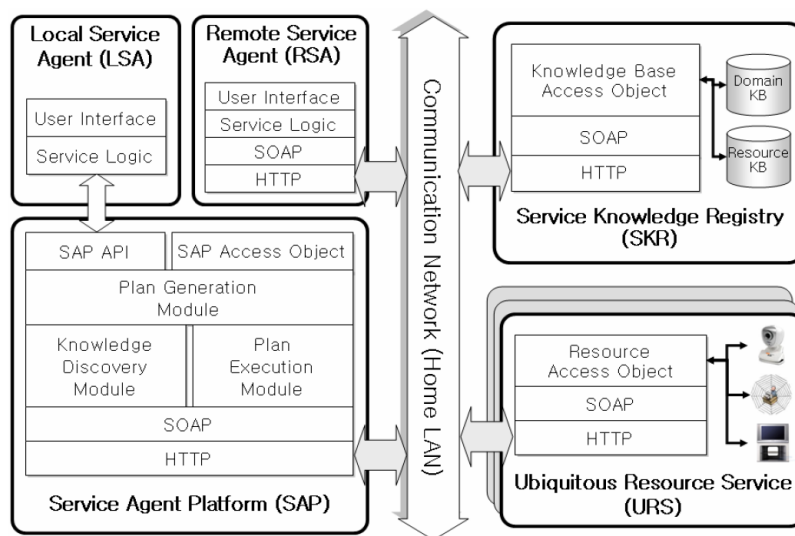 Local Service
Agent (LSA)
User Interface
Service Logic
Remote Service
Agent (RSA)
User Interface
Service Logic
SOAP
HTTP
Communication Network (Home LAN)
Knowledge Base
Access Object
SOAP
HTTP
Domain
KB
Resource
KB
Service Knowledge Registry
(SKR)
SAP API
SAP Access Object
Plan Generation
Module
Knowledge
Discovery
Module
Plan
Execution
Module
SOAP
HTTP
Service Agent Platform (SAP)
Resource
Access Object
SOAP
HTTP
Ubiquitous Resource Service
(URS)